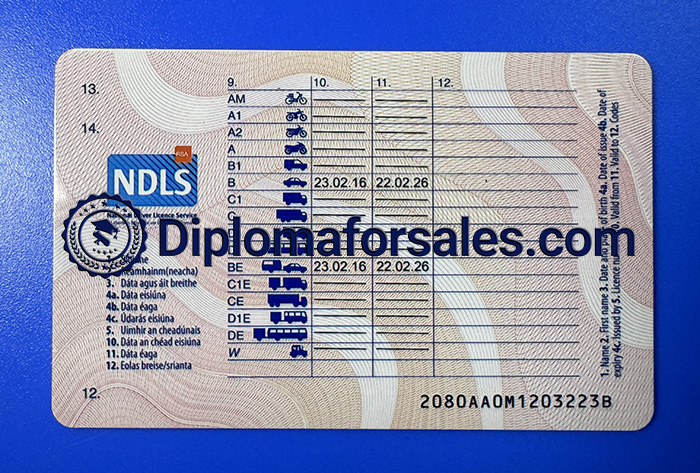 13.
14.
9. 10. 11. 12.
AM
A1
A2
A
B1
B 23.02.16 22.02.26
C1
RSA
NDLS
National Driver Licence Service
Diplomaforsales.com
BE 23.02.16 22.02.26
C1E
CE
D1E
DE
W
3. Dáta agus áit breithe
4a. Dáta eisiúna
4b. Dáta éaga
4c. Údarás eisiúna
5. Uimhir an cheadúnais
10. Dáta an chéad eisiúna
11. Dáta éaga
12. Eolas breise/srianta
12.
2080AA0M1203223B
1. Name 2. First name 3. Date and place of birth 4a. Date of issue 4b. Date of
expiry 4c. Issued by 5. Licence number 10. Valid from 11. Valid to 12. Codes